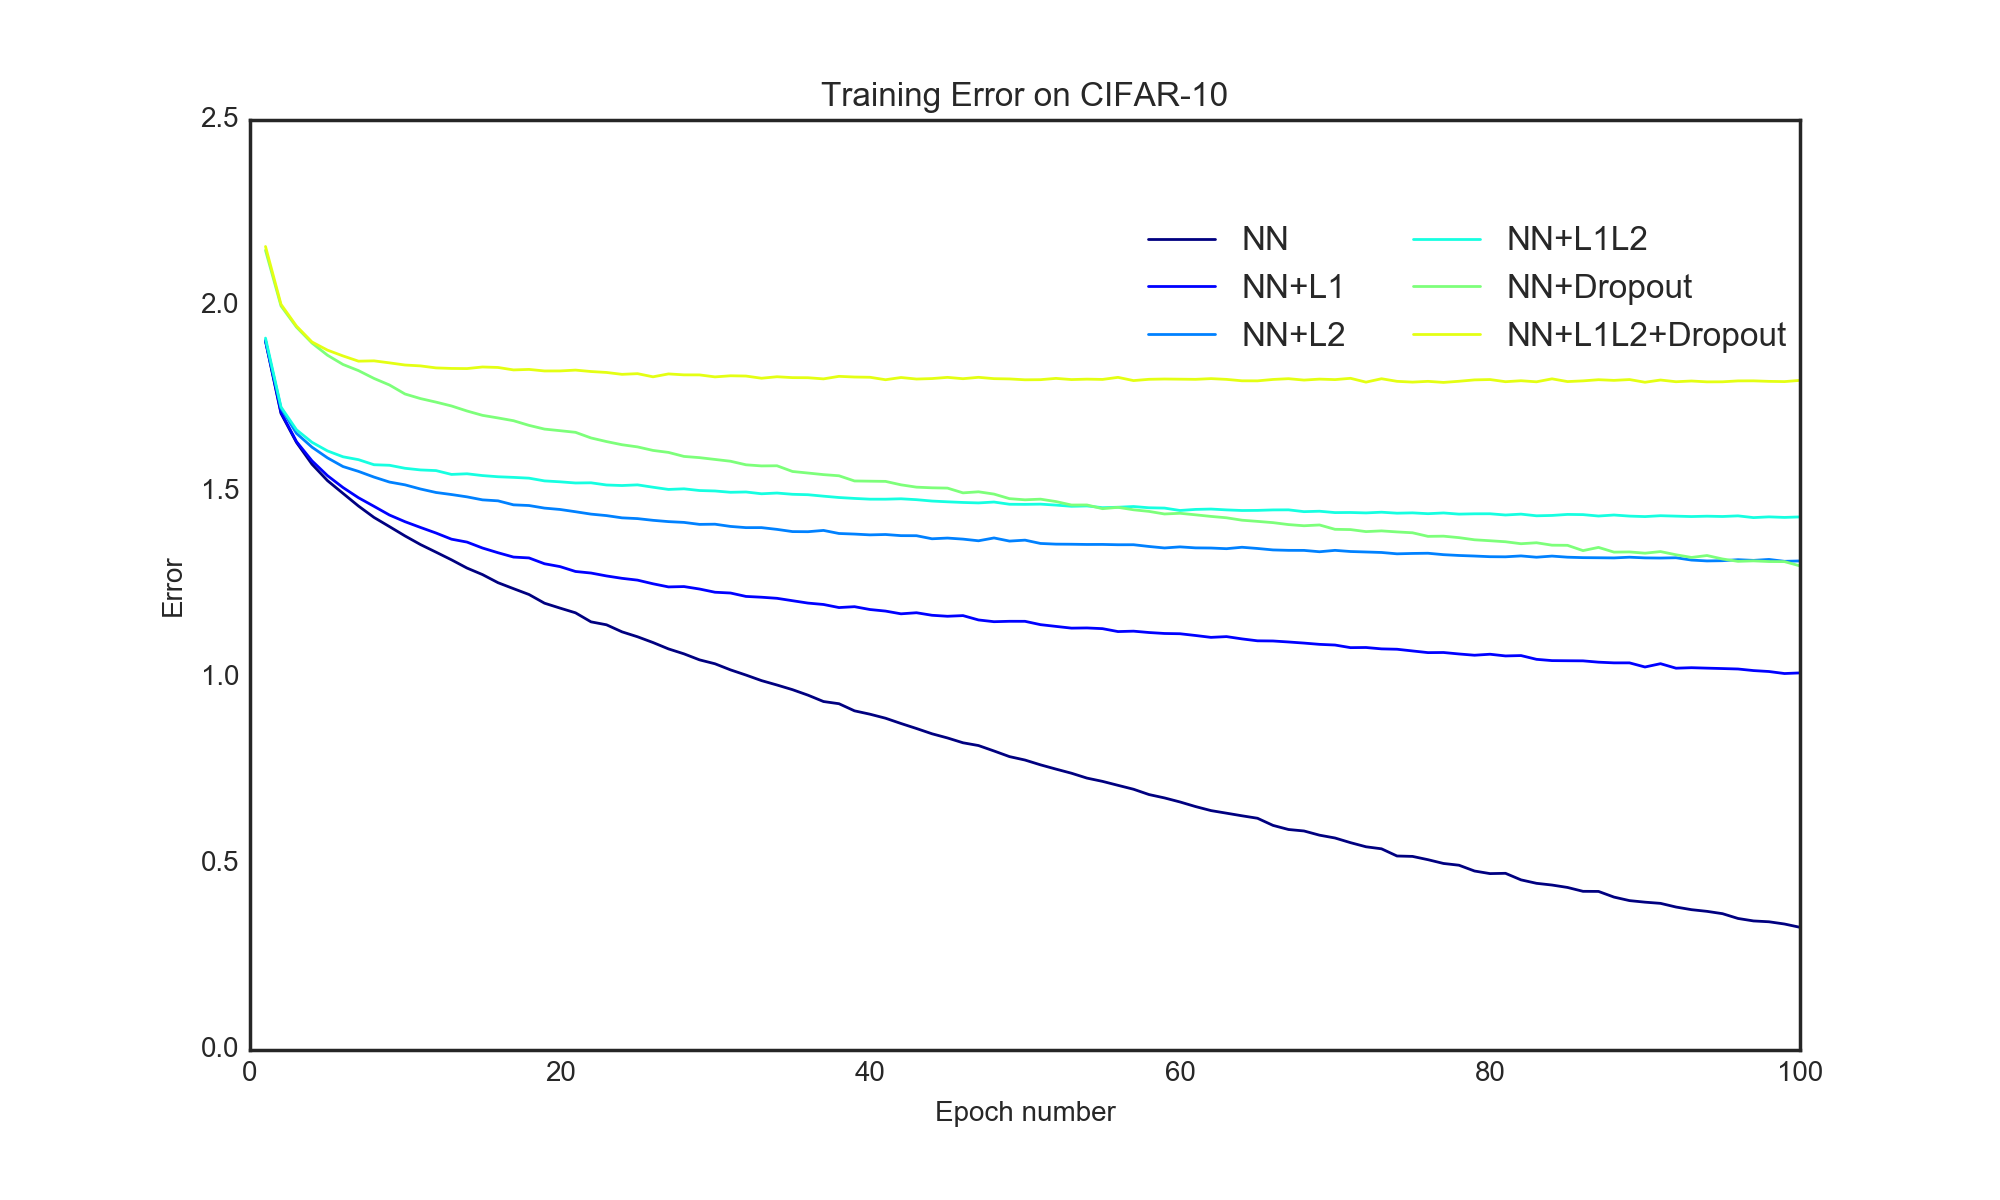 Training Error on CIFAR-10
2.5
2.0
1.5
1.0
0.5
0.0
Error
NN
NN+L1
NN+L2
NN+L1L2
NN+Dropout
NN+L1L2+Dropout
0 20 40 60 80 100
Epoch number